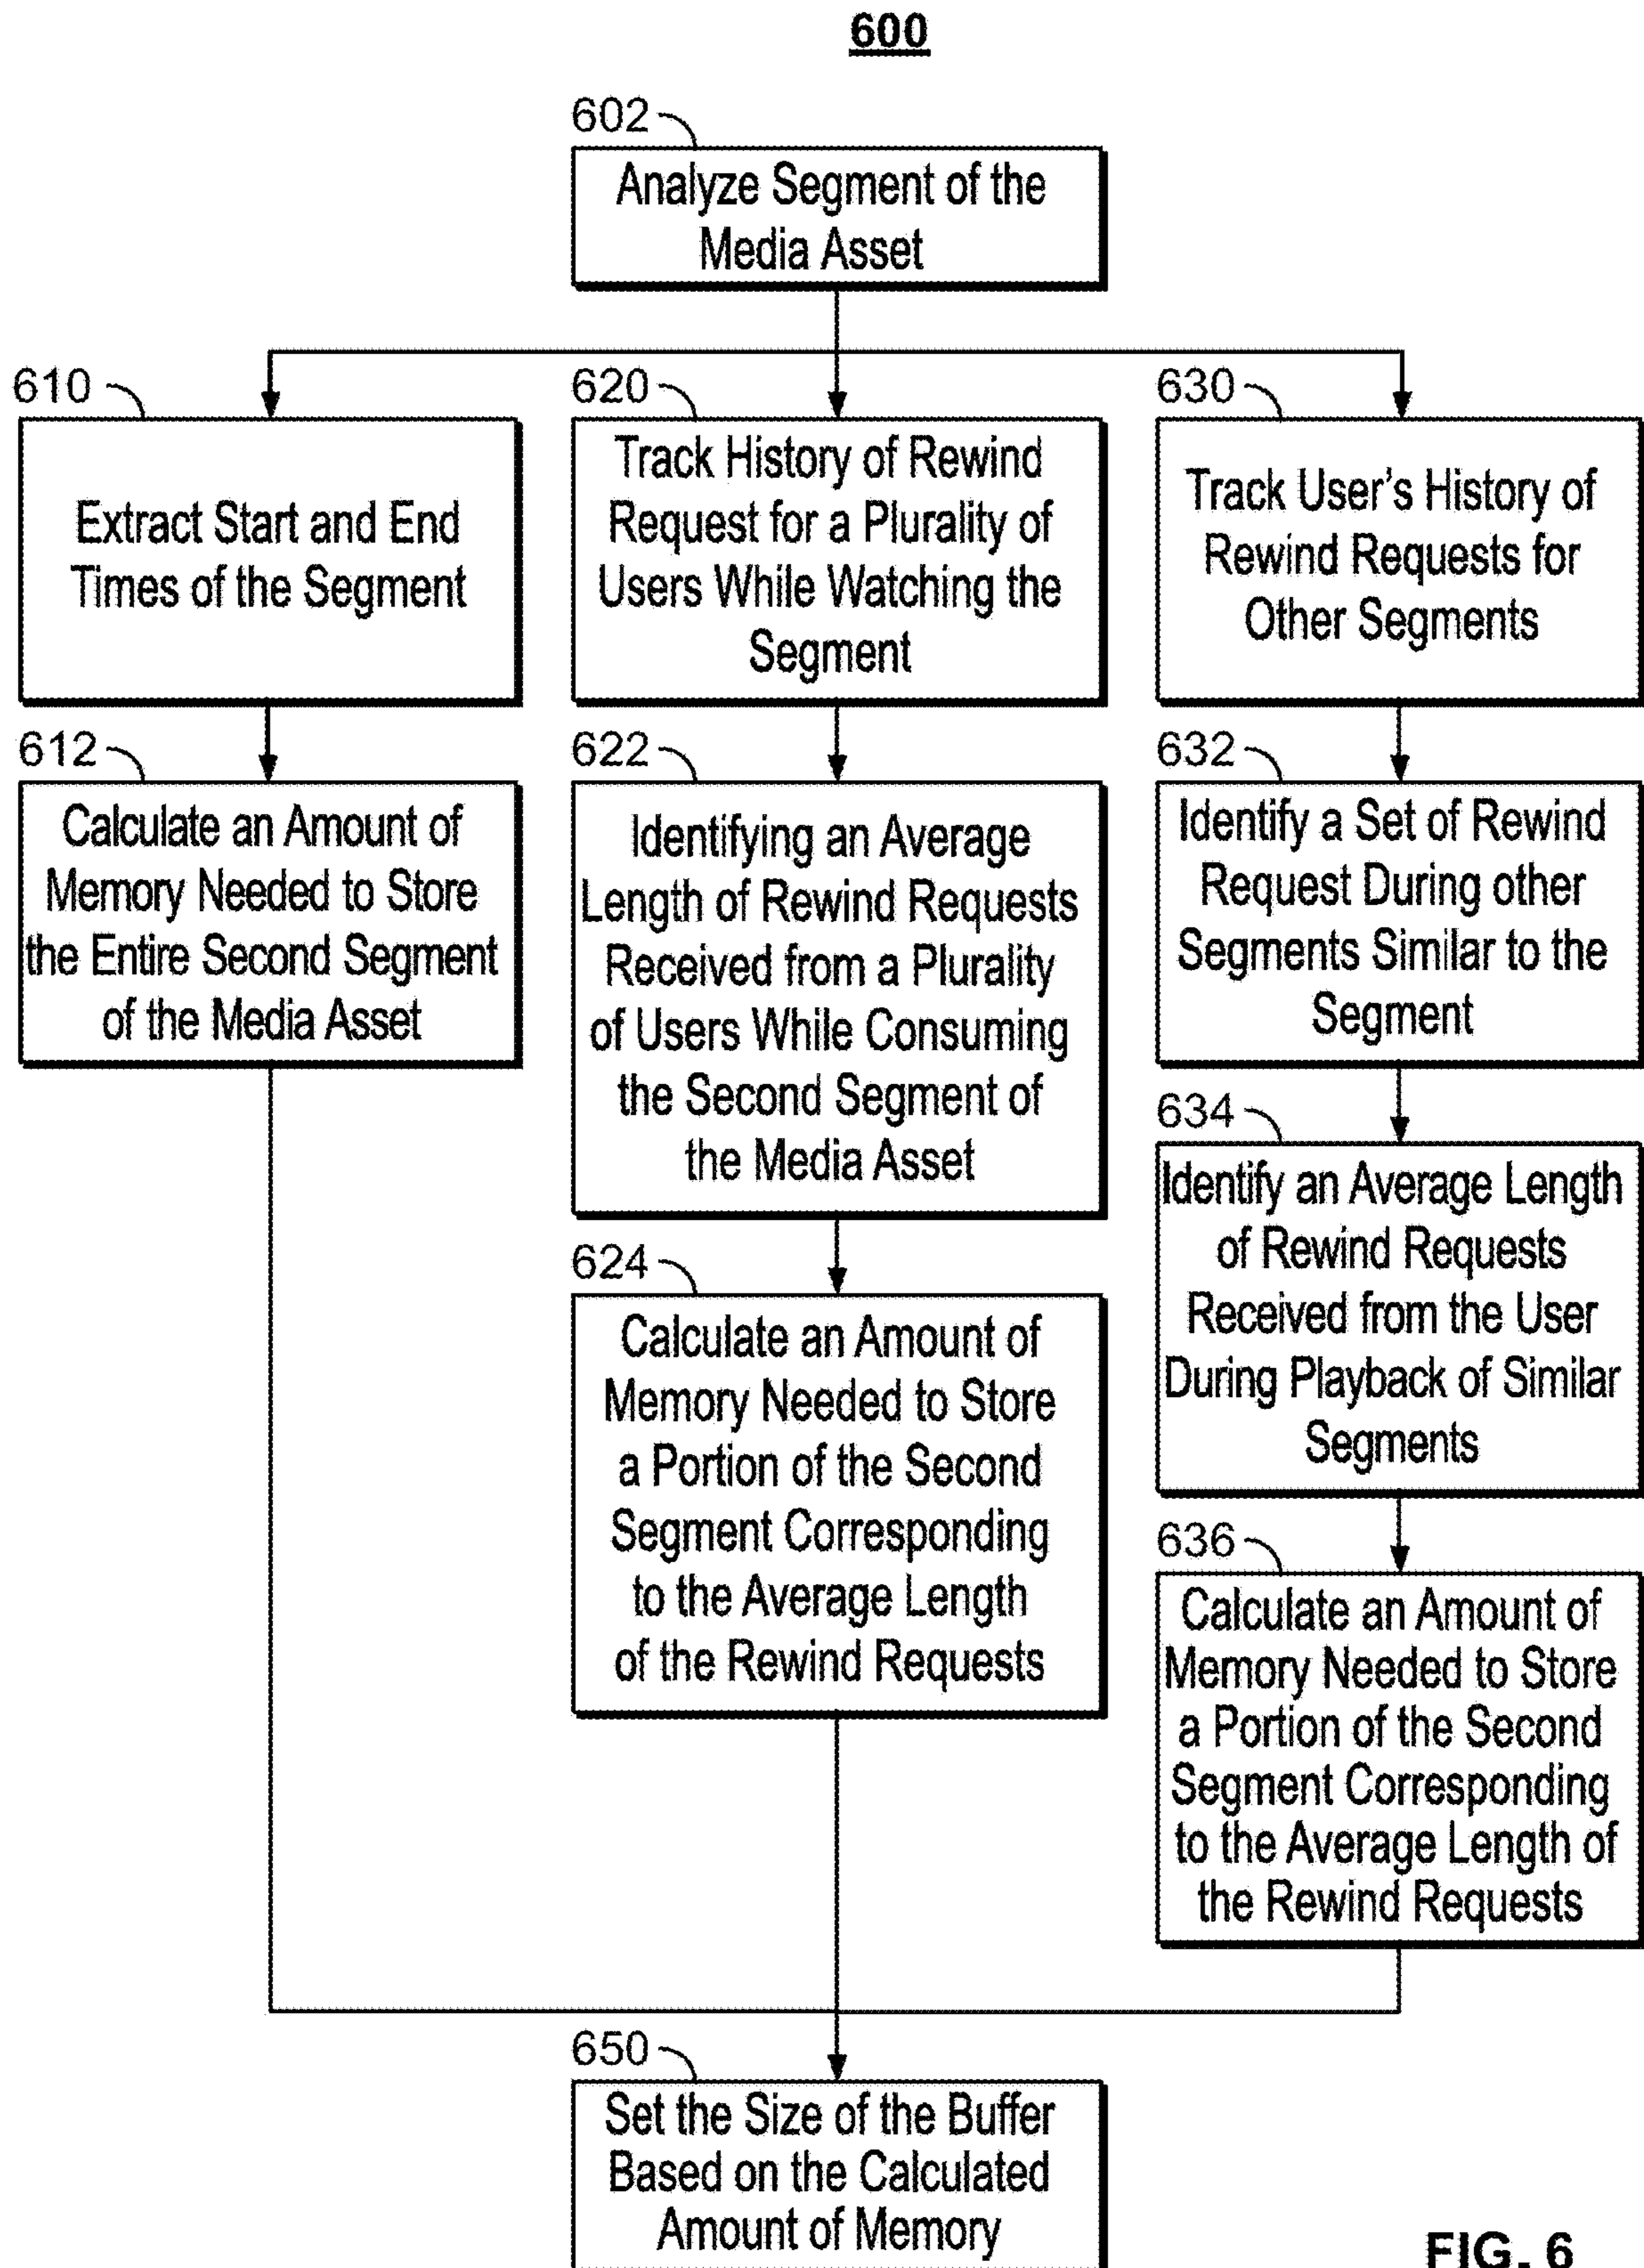 600
602
Analyze Segment of the
Media Asset
610
Extract Start and End
Times of the Segment
620
Track History of Rewind
Request for a Plurality of
Users While Watching the
Segment
630
Track User's History of
Rewind Requests for
Other Segments
612
Calculate an Amount of
Memory Needed to Store
the Entire Second Segment
of the Media Asset
622
Identifying an Average
Length of Rewind Requests
Received from a Plurality
of Users While Consuming
the Second Segment of
the Media Asset
632
Identify a Set of Rewind
Request During other
Segments Similar to the
Segment
634
Identify an Average Length
of Rewind Requests
Received from the User
During Playback of Similar
Segments
624
Calculate an Amount of
Memory Needed to Store
a Portion of the Second
Segment Corresponding
to the Average Length
of the Rewind Requests
636
Calculate an Amount of
Memory Needed to Store
a Portion of the Second
Segment Corresponding
to the Average Length of
the Rewind Requests
650
Set the Size of the Buffer
Based on the Calculated
Amount of Memory
FIG. 6